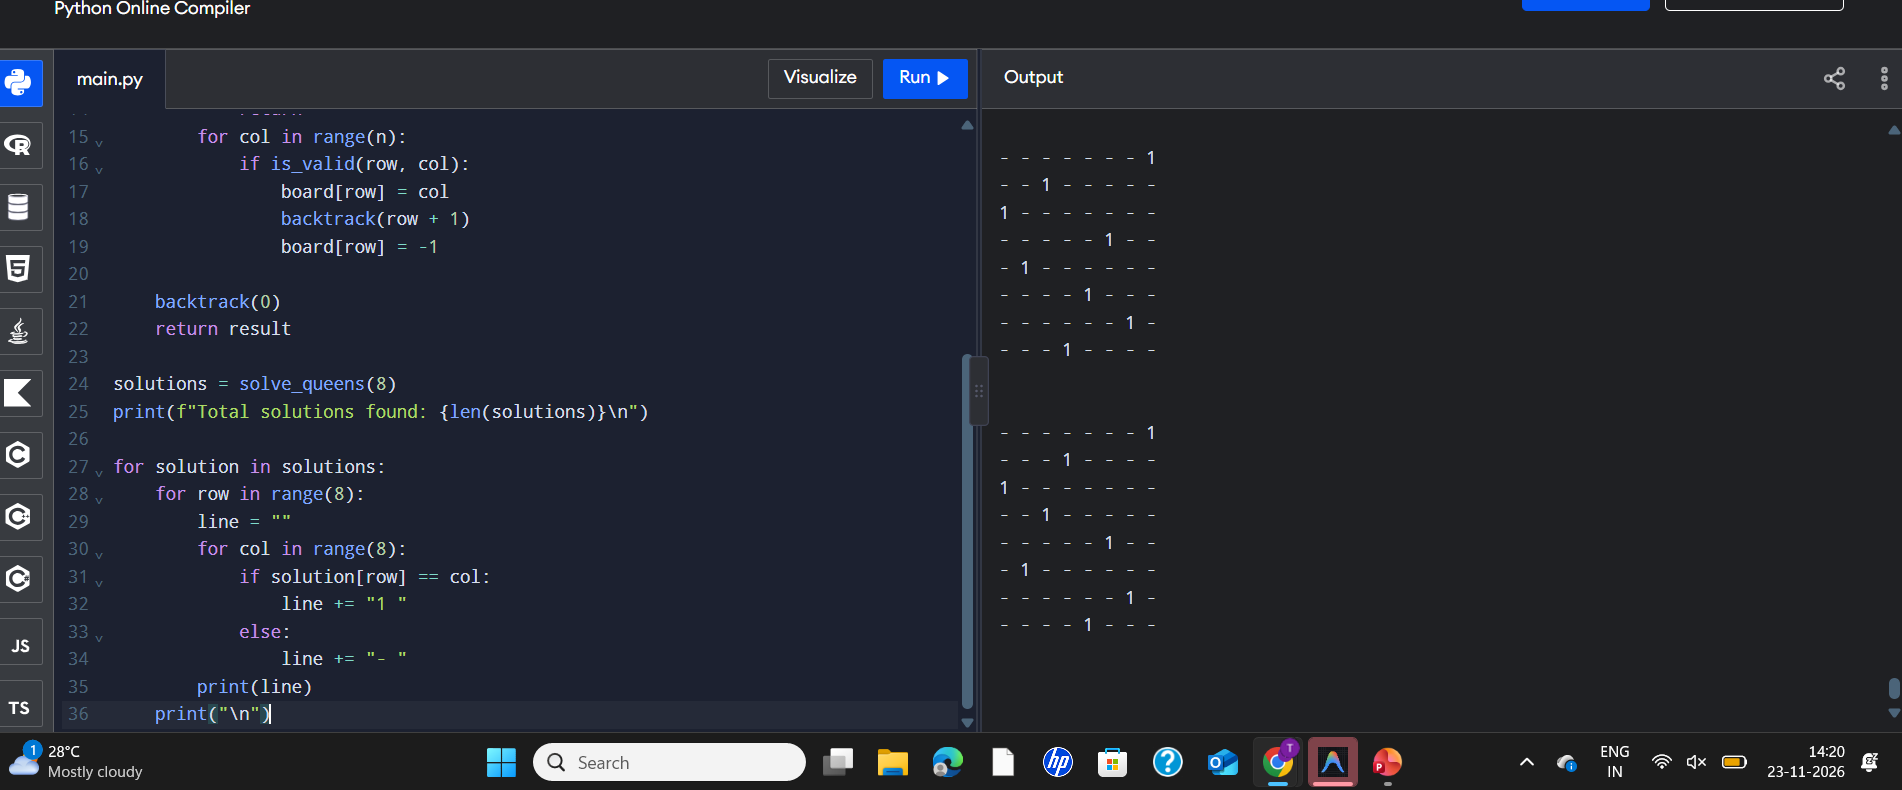 Python Online Compiler
main.py
Visualize
Run
Output
15 for col in range(n):
16 if is_valid(row, col):
17 board[row] = col
18 backtrack(row + 1)
19 board[row] = -1
20
21 backtrack(0)
22 return result
23
24 solutions = solve_queens(8)
25 print(f"Total solutions found: {len(solutions)}\n")
26
27 for solution in solutions:
28 for row in range(8):
29 line = ""
30 for col in range(8):
31 if solution[row] == col:
32 line += "1 "
33 else:
34 line += "- "
35 print(line)
36 print("\n")
- - - - - - - 1
- - 1 - - - - -
1 - - - - - - -
- - - - - 1 - -
- 1 - - - - - -
- - - - 1 - - -
- - - - - - 1 -
- - - 1 - - - -
- - - - - - - 1
- - - 1 - - - -
1 - - - - - - -
- - 1 - - - - -
- - - - - 1 - -
- 1 - - - - - -
- - - - - - 1 -
- - - - 1 - - -
JS
TS
1
28°C
Mostly cloudy
Search
hp
T
P
ENG
IN
14:20
23-11-2026